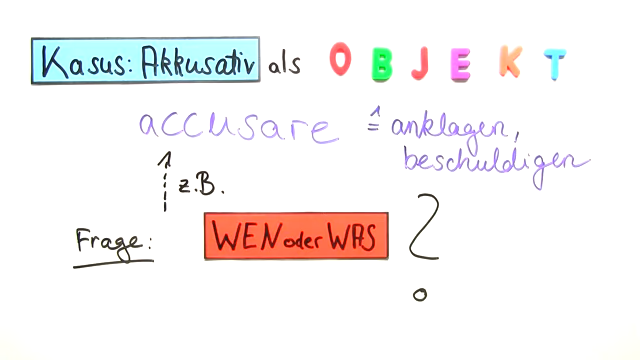 Kasus: Akkusativ als OBJEKT
accusare ≙ anklagen,
beschuldigen
z.B.
Frage: WEN oder WAS ?